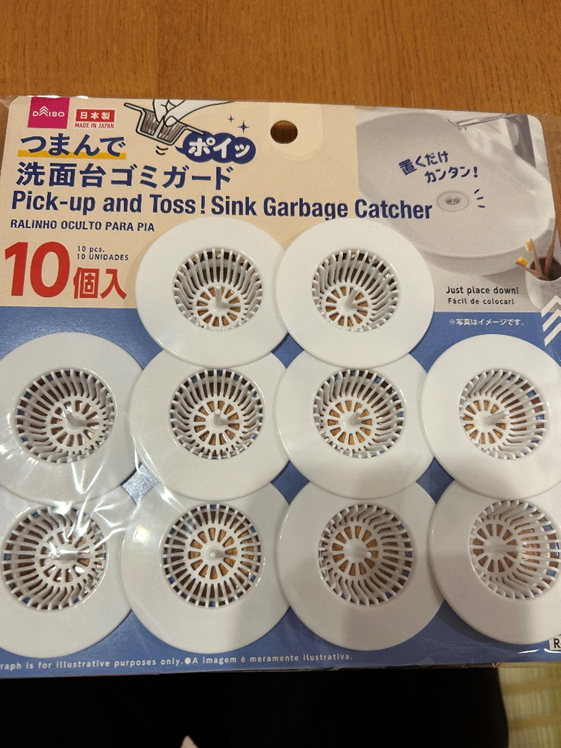 DAISO
日本製
MADE IN JAPAN
つまんで
ポイッ
洗面台ゴミガード
Pick-up and Toss! Sink Garbage Catcher
RALINHO OCULTO PARA PIA
10個入
10 pcs.
10 UNIDADES
置くだけ
カンタン!
Just place down!
Fácil de colocar!
※写真はイメージです。
raph is for illustrative purposes only.●A imagem é meramente ilustrativa.
R